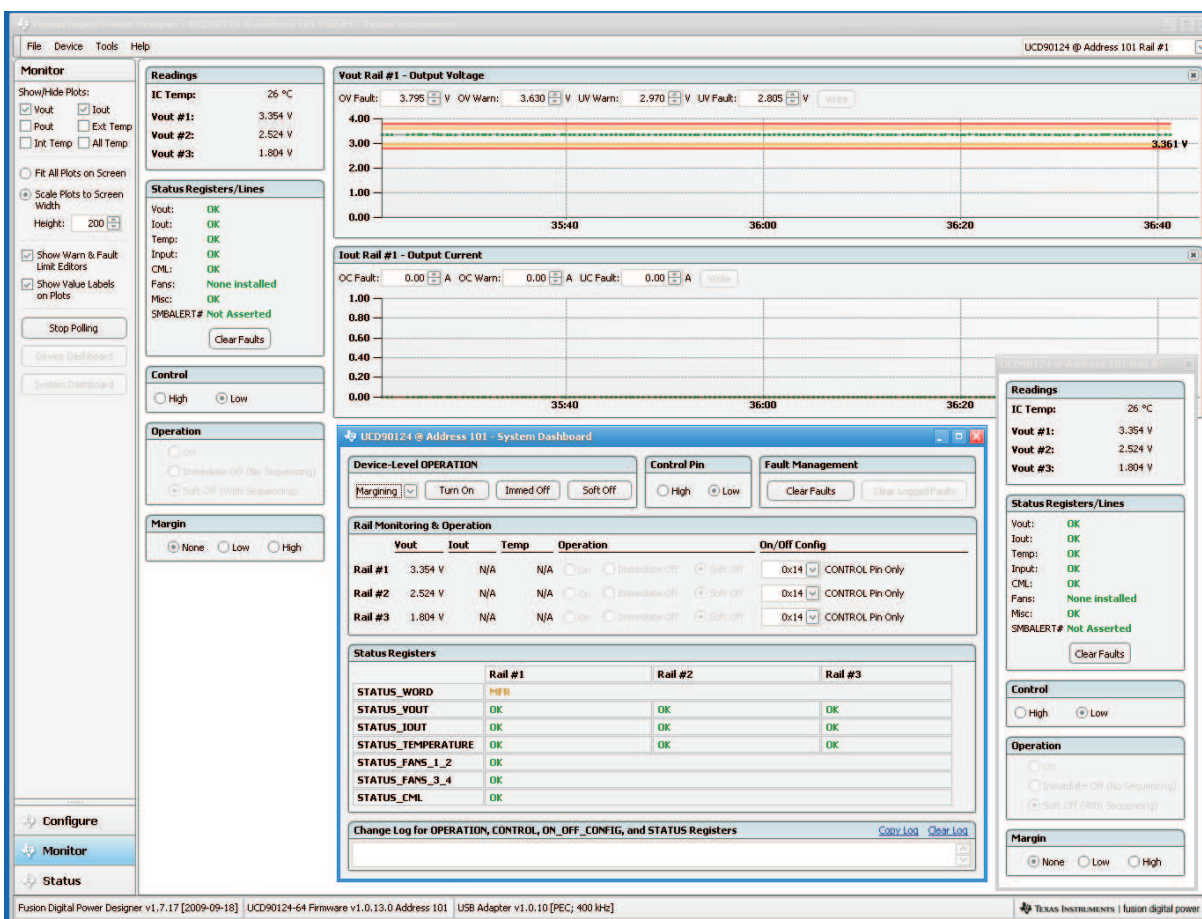 Fusion Digital Power Designer - UCD90124 @ Address 101 Rail #1 - Texas Instruments
File Device Tools Help
UCD90124 @ Address 101 Rail #1
Monitor
Show/Hide Plots:
Vout Iout
Pout Ext Temp
Int Temp All Temp
Fit All Plots on Screen
Scale Plots to Screen
Width
Height: 200
Show Warn & Fault
Limit Editors
Show Value Labels
on Plots
Stop Polling
Device Dashboard
System Dashboard
Configure
Monitor
Status
Readings
IC Temp: 26 °C
Vout #1: 3.354 V
Vout #2: 2.524 V
Vout #3: 1.804 V
Status Registers/Lines
Vout: OK
Iout: OK
Temp: OK
Input: OK
CML: OK
Fans: None installed
Misc: OK
SMBALERT# Not Asserted
Clear Faults
Control
High Low
Operation
On
Immediate Off (No Sequencing)
Soft Off (With Sequencing)
Margin
None Low High
Vout Rail #1 - Output Voltage
OV Fault: 3.795 V OV Warn: 3.630 V UV Warn: 2.970 V UV Fault: 2.805 V Write
4.00
3.00
2.00
1.00
0.00
3.361 V
35:40 36:00 36:20 36:40
Iout Rail #1 - Output Current
OC Fault: 0.00 A OC Warn: 0.00 A UC Fault: 0.00 A Write
1.00
0.80
0.60
0.40
0.20
0.00
35:40 36:00 36:20
UCD90124 @ Address 101 - System Dashboard
Device-Level OPERATION
Margining Turn On Immed Off Soft Off
Control Pin
High Low
Fault Management
Clear Faults Clear Logged Faults
Rail Monitoring & Operation
Vout Iout Temp Operation On/Off Config
Rail #1 3.354 V N/A N/A On Immediate Off Soft Off 0x14 CONTROL Pin Only
Rail #2 2.524 V N/A N/A On Immediate Off Soft Off 0x14 CONTROL Pin Only
Rail #3 1.804 V N/A N/A On Immediate Off Soft Off 0x14 CONTROL Pin Only
Status Registers
Rail #1 Rail #2 Rail #3
STATUS_WORD MFR
STATUS_VOUT OK OK OK
STATUS_IOUT OK OK OK
STATUS_TEMPERATURE OK OK OK
STATUS_FANS_1_2 OK
STATUS_FANS_3_4 OK
STATUS_CML OK
Change Log for OPERATION, CONTROL, ON_OFF_CONFIG, and STATUS Registers Copy Log Clear Log
UCD90124 @ Address 101 Rail #1
Readings
IC Temp: 26 °C
Vout #1: 3.354 V
Vout #2: 2.524 V
Vout #3: 1.804 V
Status Registers/Lines
Vout: OK
Iout: OK
Temp: OK
Input: OK
CML: OK
Fans: None installed
Misc: OK
SMBALERT# Not Asserted
Clear Faults
Control
High Low
Operation
On
Immediate Off (No Sequencing)
Soft Off (With Sequencing)
Margin
None Low High
Fusion Digital Power Designer v1.7.17 [2009-09-18] UCD90124-64 Firmware v1.0.13.0 Address 101 USB Adapter v1.0.10 [PEC; 400 kHz] TEXAS INSTRUMENTS | fusion digital power